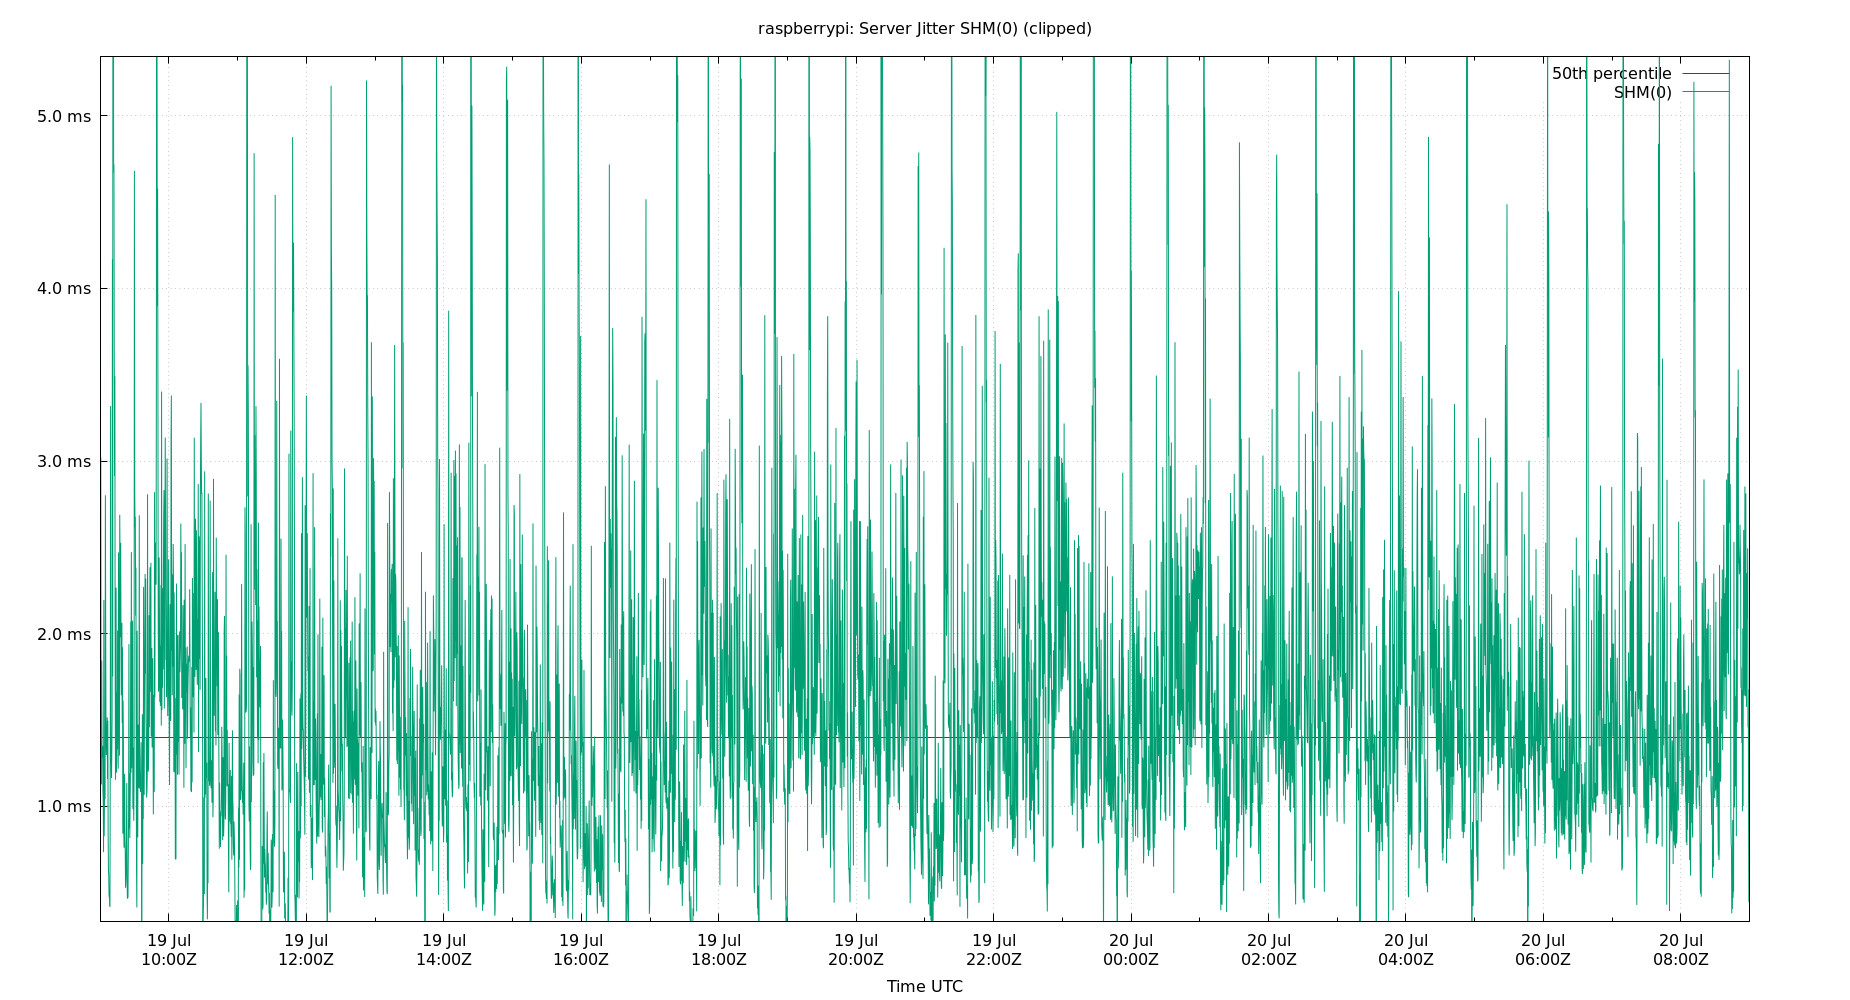 raspberrypi: Server Jitter SHM(0) (clipped)
50th percentile
SHM(0)
5.0 ms
4.0 ms
3.0 ms
2.0 ms
1.0 ms
19 Jul 19 Jul 19 Jul 19 Jul 19 Jul 19 Jul 19 Jul 20 Jul 20 Jul 20 Jul 20 Jul 20 Jul
10:00Z 12:00Z 14:00Z 16:00Z 18:00Z 20:00Z 22:00Z 00:00Z 02:00Z 04:00Z 06:00Z 08:00Z
Time UTC